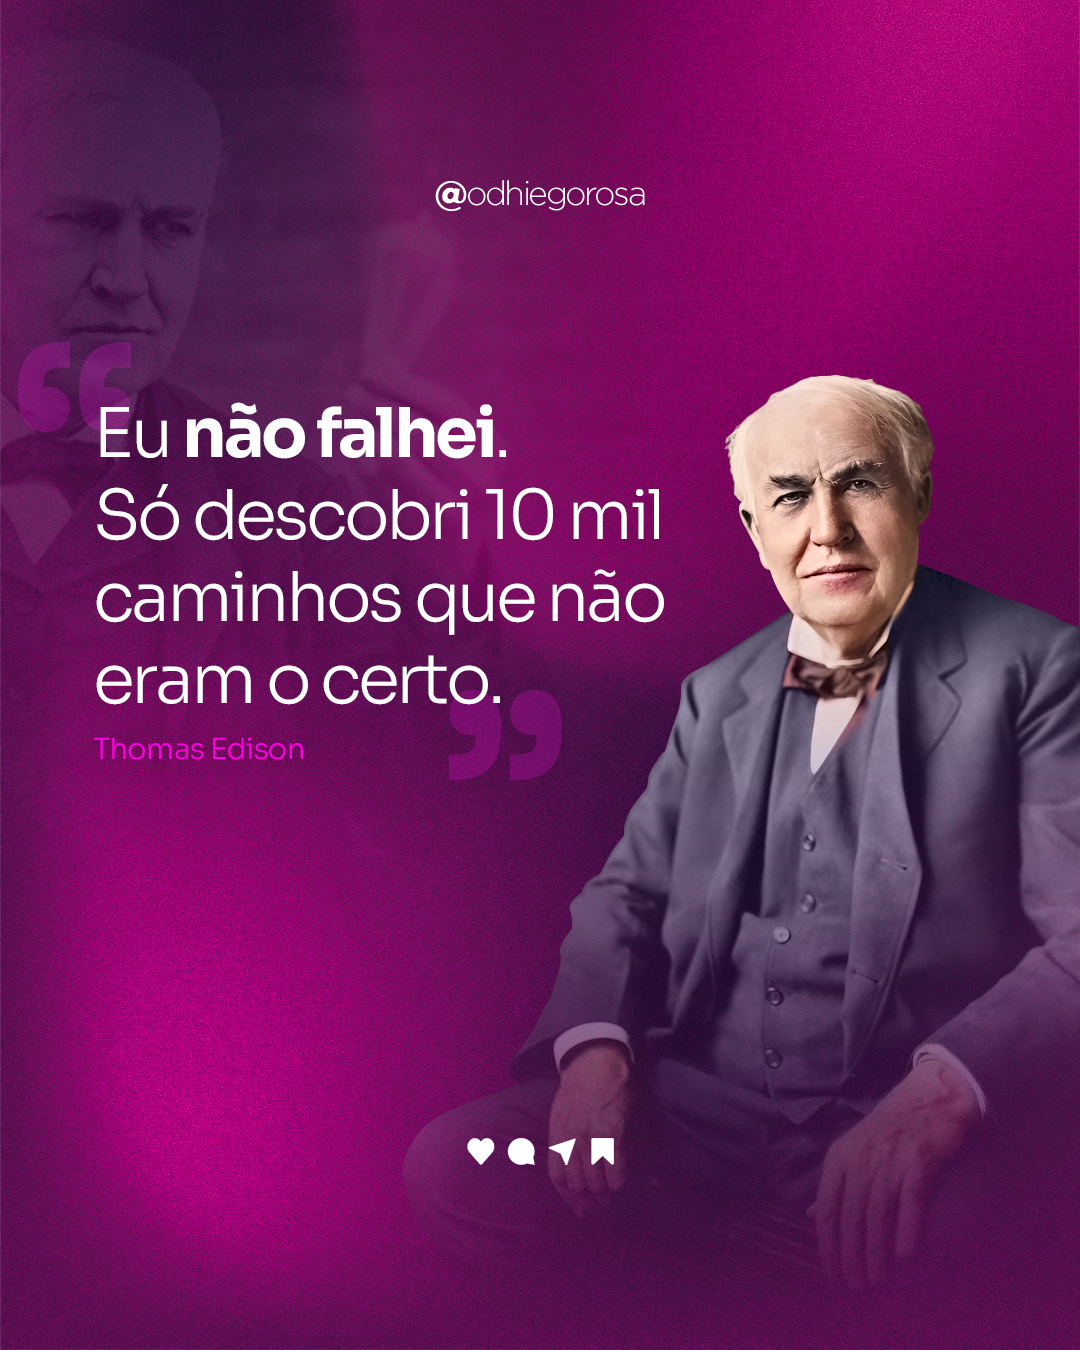 @odhiegorosa
“
Eu não falhei.
Só descobri 10 mil
caminhos que não
eram o certo.
”
Thomas Edison